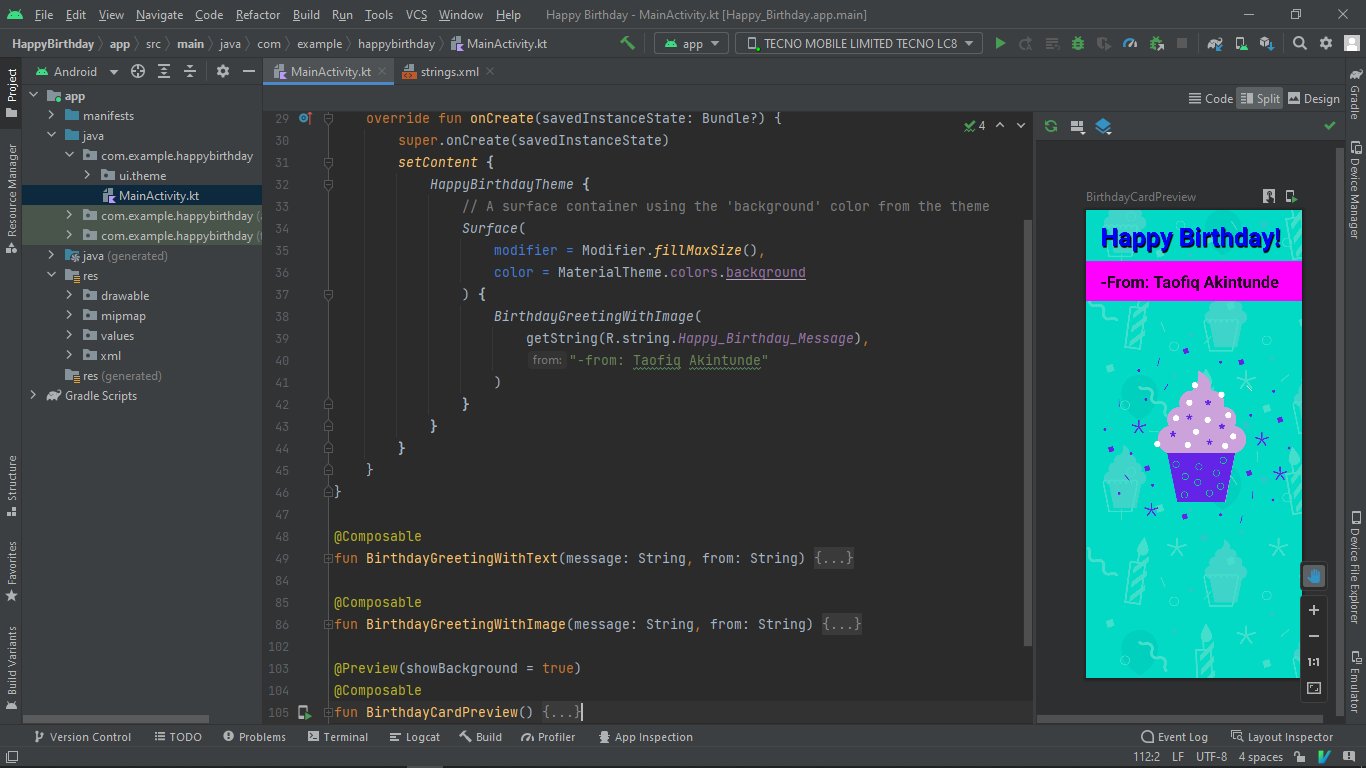 File Edit View Navigate Code Refactor Build Run Tools VCS Window Help Happy Birthday - MainActivity.kt [Happy_Birthday.app.main]
HappyBirthday app src main java com example happybirthday MainActivity.kt app TECNO MOBILE LIMITED TECNO LC8
Android
MainActivity.kt strings.xml
Code Split Design
Project
Resource Manager
Structure
Favorites
Build Variants
app
manifests
java
com.example.happybirthday
ui.theme
MainActivity.kt
com.example.happybirthday
com.example.happybirthday
java (generated)
res
drawable
mipmap
values
xml
res (generated)
Gradle Scripts
4
29 override fun onCreate(savedInstanceState: Bundle?) {
30 super.onCreate(savedInstanceState)
31 setContent {
32 HappyBirthdayTheme {
33 // A surface container using the 'background' color from the theme
34 Surface(
35 modifier = Modifier.fillMaxSize(),
36 color = MaterialTheme.colors.background
37 ) {
38 BirthdayGreetingWithImage(
39 getString(R.string.Happy_Birthday_Message),
40 from: "-from: Taofiq Akintunde"
41 )
42 }
43 }
44 }
45 }
46 }
47
48 @Composable
49 fun BirthdayGreetingWithText(message: String, from: String) {...}
84
85 @Composable
86 fun BirthdayGreetingWithImage(message: String, from: String) {...}
102
103 @Preview(showBackground = true)
104 @Composable
105 fun BirthdayCardPreview() {...}
BirthdayCardPreview
Happy Birthday!
-From: Taofiq Akintunde
1:1
Gradle
Device Manager
Device File Explorer
Emulator
Version Control TODO Problems Terminal Logcat Build Profiler App Inspection Event Log Layout Inspector
112:2 LF UTF-8 4 spaces